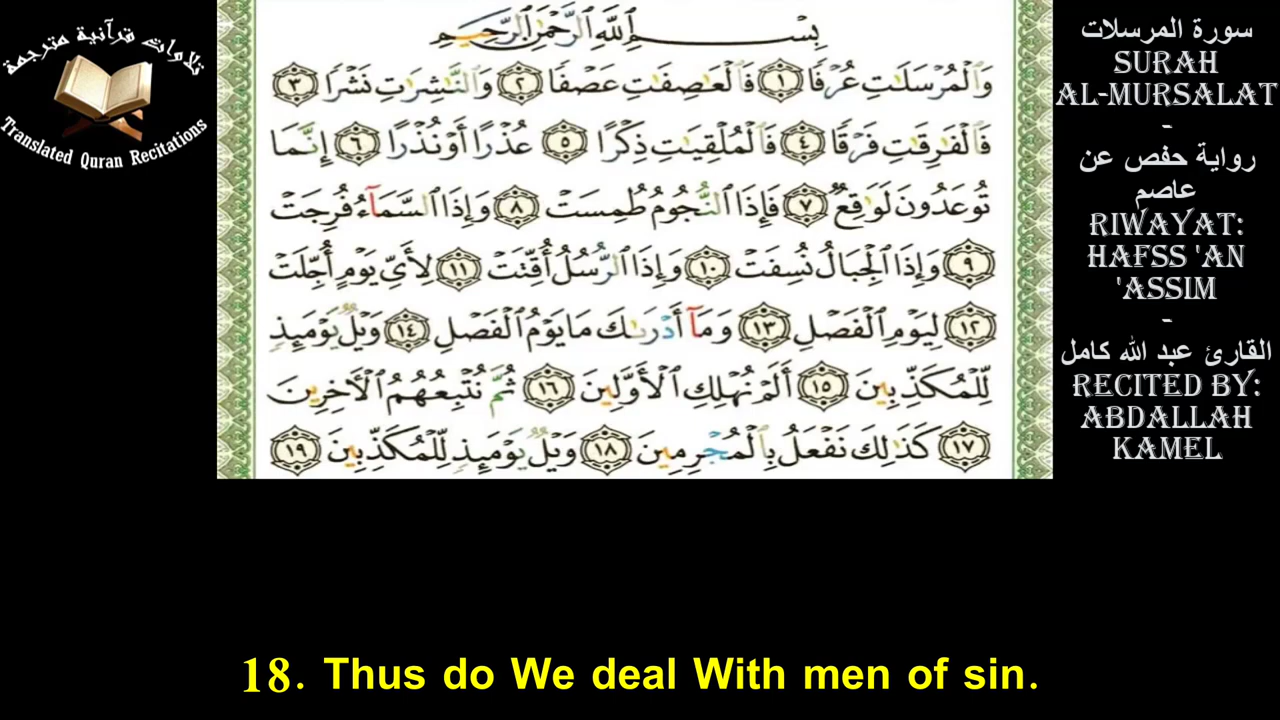 تلاوات قرآنية مترجمة
Translated Quran Recitations
بِسْمِ ٱللَّهِ ٱلرَّحْمَٰنِ ٱلرَّحِيمِ
وَٱلْمُرْسَلَٰتِ عُرْفًا ١ فَٱلْعَٰصِفَٰتِ عَصْفًا ٢ وَٱلنَّٰشِرَٰتِ نَشْرًا ٣
فَٱلْفَٰرِقَٰتِ فَرْقًا ٤ فَٱلْمُلْقِيَٰتِ ذِكْرًا ٥ عُذْرًا أَوْ نُذْرًا ٦ إِنَّمَا
تُوعَدُونَ لَوَٰقِعٌ ٧ فَإِذَا ٱلنُّجُومُ طُمِسَتْ ٨ وَإِذَا ٱلسَّمَآءُ فُرِجَتْ
٩ وَإِذَا ٱلْجِبَالُ نُسِفَتْ ١٠ وَإِذَا ٱلرُّسُلُ أُقِّتَتْ ١١ لِأَىِّ يَوْمٍ أُجِّلَتْ
١٢ لِيَوْمِ ٱلْفَصْلِ ١٣ وَمَآ أَدْرَىٰكَ مَا يَوْمُ ٱلْفَصْلِ ١٤ وَيْلٌ يَوْمَئِذٍ
لِّلْمُكَذِّبِينَ ١٥ أَلَمْ نُهْلِكِ ٱلْأَوَّلِينَ ١٦ ثُمَّ نُتْبِعُهُمُ ٱلْءَاخِرِينَ
١٧ كَذَٰلِكَ نَفْعَلُ بِٱلْمُجْرِمِينَ ١٨ وَيْلٌ يَوْمَئِذٍ لِّلْمُكَذِّبِينَ ١٩
سورة المرسلات
SURAH
AL-MURSALAT
-
رواية حفص عن
عاصم
RIWAYAT:
HAFSS 'AN
'ASSIM
-
القارئ عبد الله كامل
RECITED BY:
ABDALLAH
KAMEL
18. Thus do We deal With men of sin.